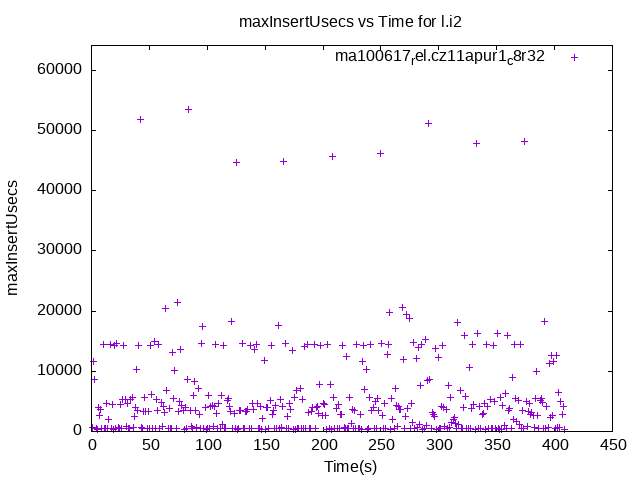 maxInsertUsecs vs Time for l.i2
ma100617rel.cz11apur1c8r32
60000
50000
40000
30000
20000
10000
0
maxInsertUsecs
0 50 100 150 200 250 300 350 400 450
Time(s)